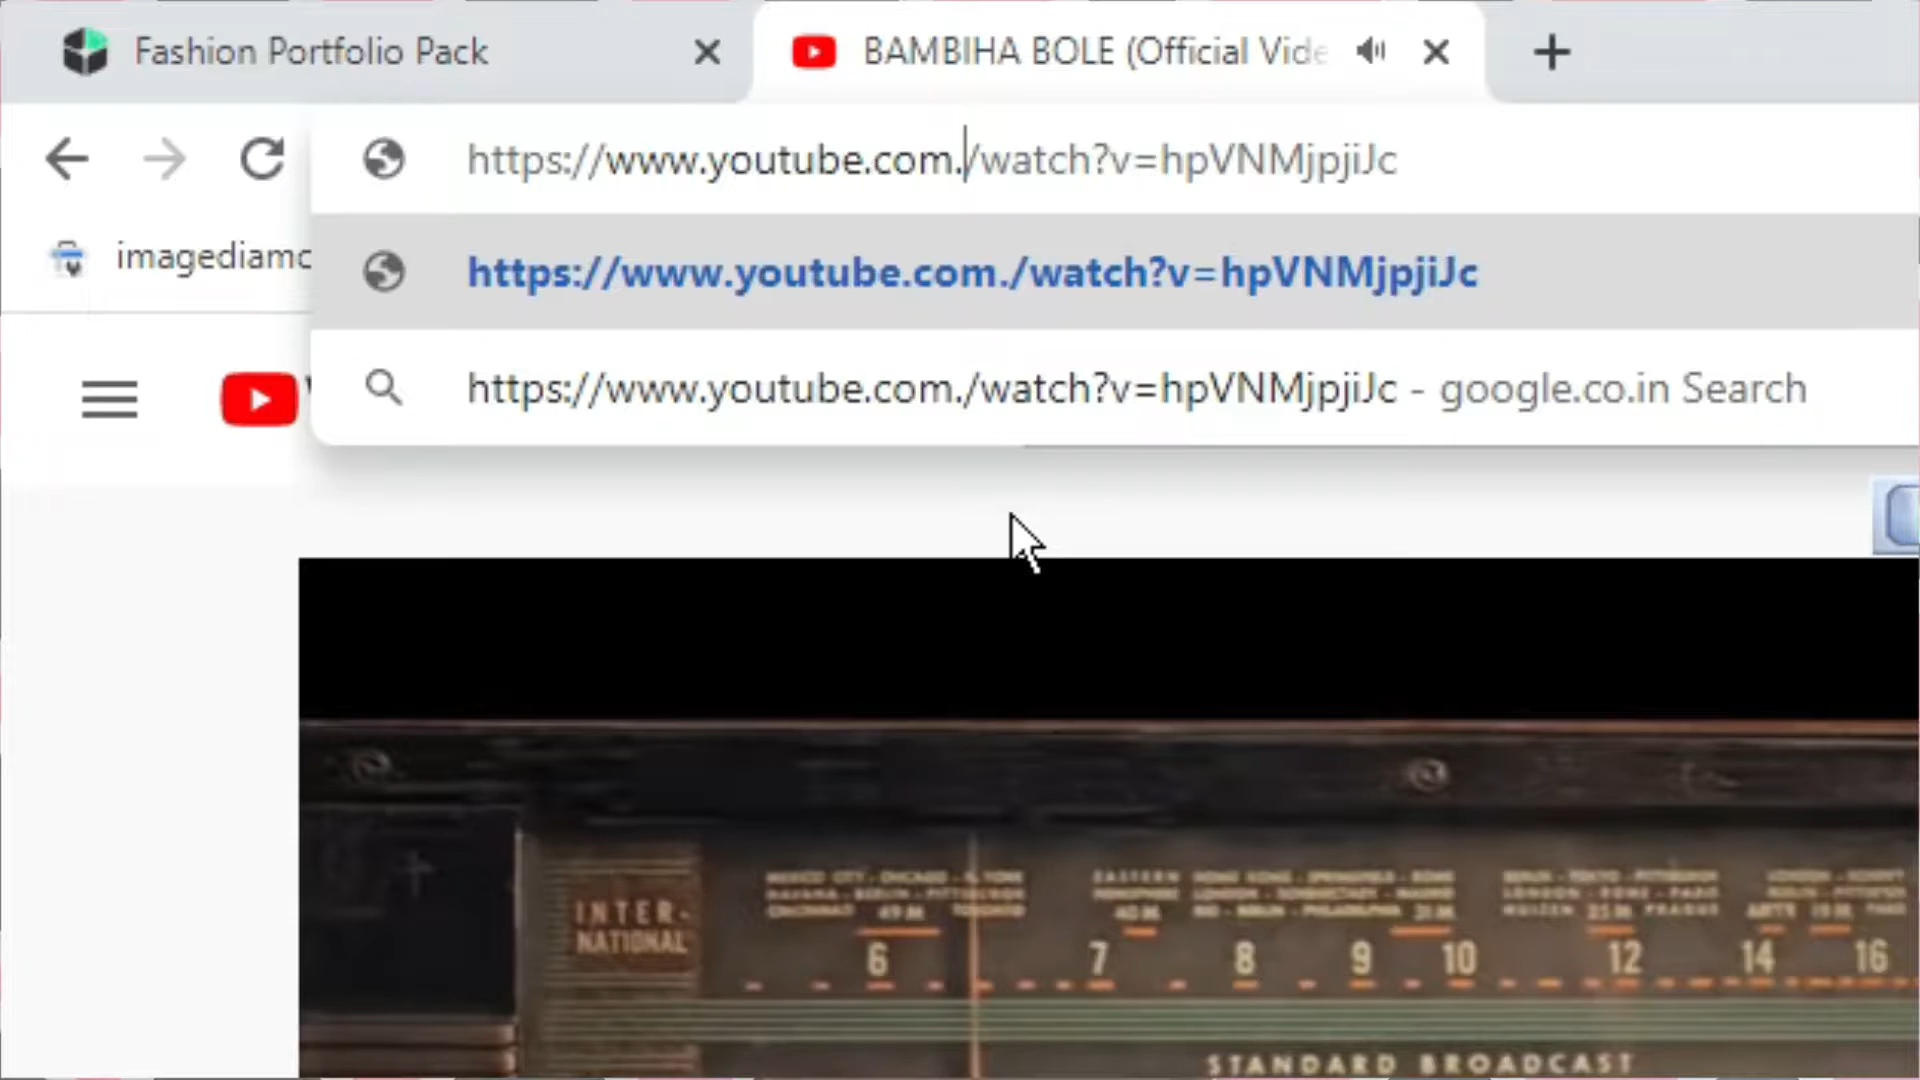 Fashion Portfolio Pack
BAMBIHA BOLE (Official Vide
https://www.youtube.com./watch?v=hpVNMjpjiJc
imagediamo
https://www.youtube.com./watch?v=hpVNMjpjiJc
https://www.youtube.com./watch?v=hpVNMjpjiJc - google.co.in Search
INTER-
NATIONAL
6 7 8 9 10 12 14 16
STANDARD BROADCAST